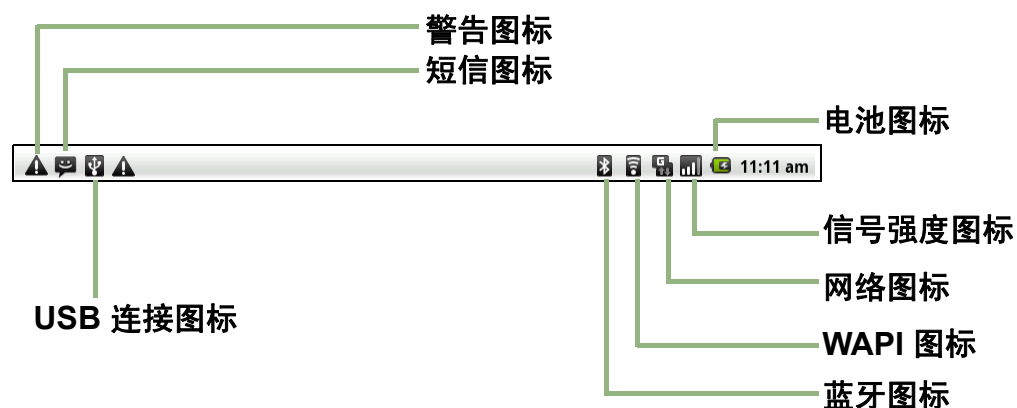 警告图标
短信图标
电池图标
11:11 am
信号强度图标
网络图标
USB 连接图标
WAPI 图标
蓝牙图标